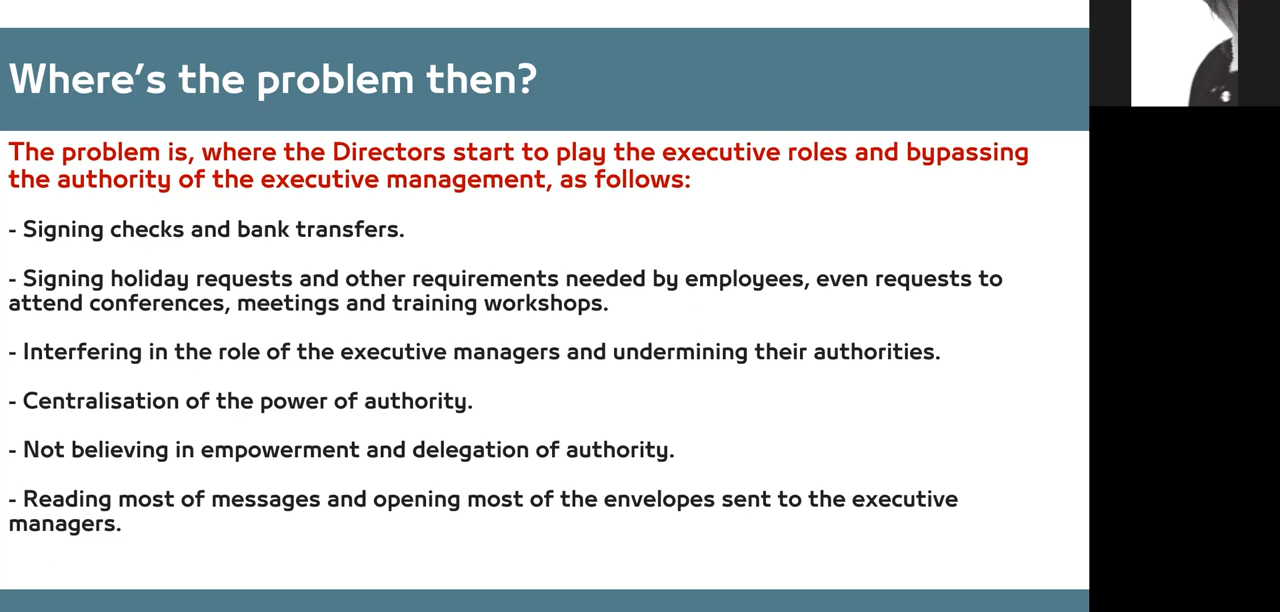 Where's the problem then?
The problem is, where the Directors start to play the executive roles and bypassing
the authority of the executive management, as follows:
- Signing checks and bank transfers.
- Signing holiday requests and other requirements needed by employees, even requests to
attend conferences, meetings and training workshops.
- Interfering in the role of the executive managers and undermining their authorities.
- Centralisation of the power of authority.
- Not believing in empowerment and delegation of authority.
- Reading most of messages and opening most of the envelopes sent to the executive
managers.